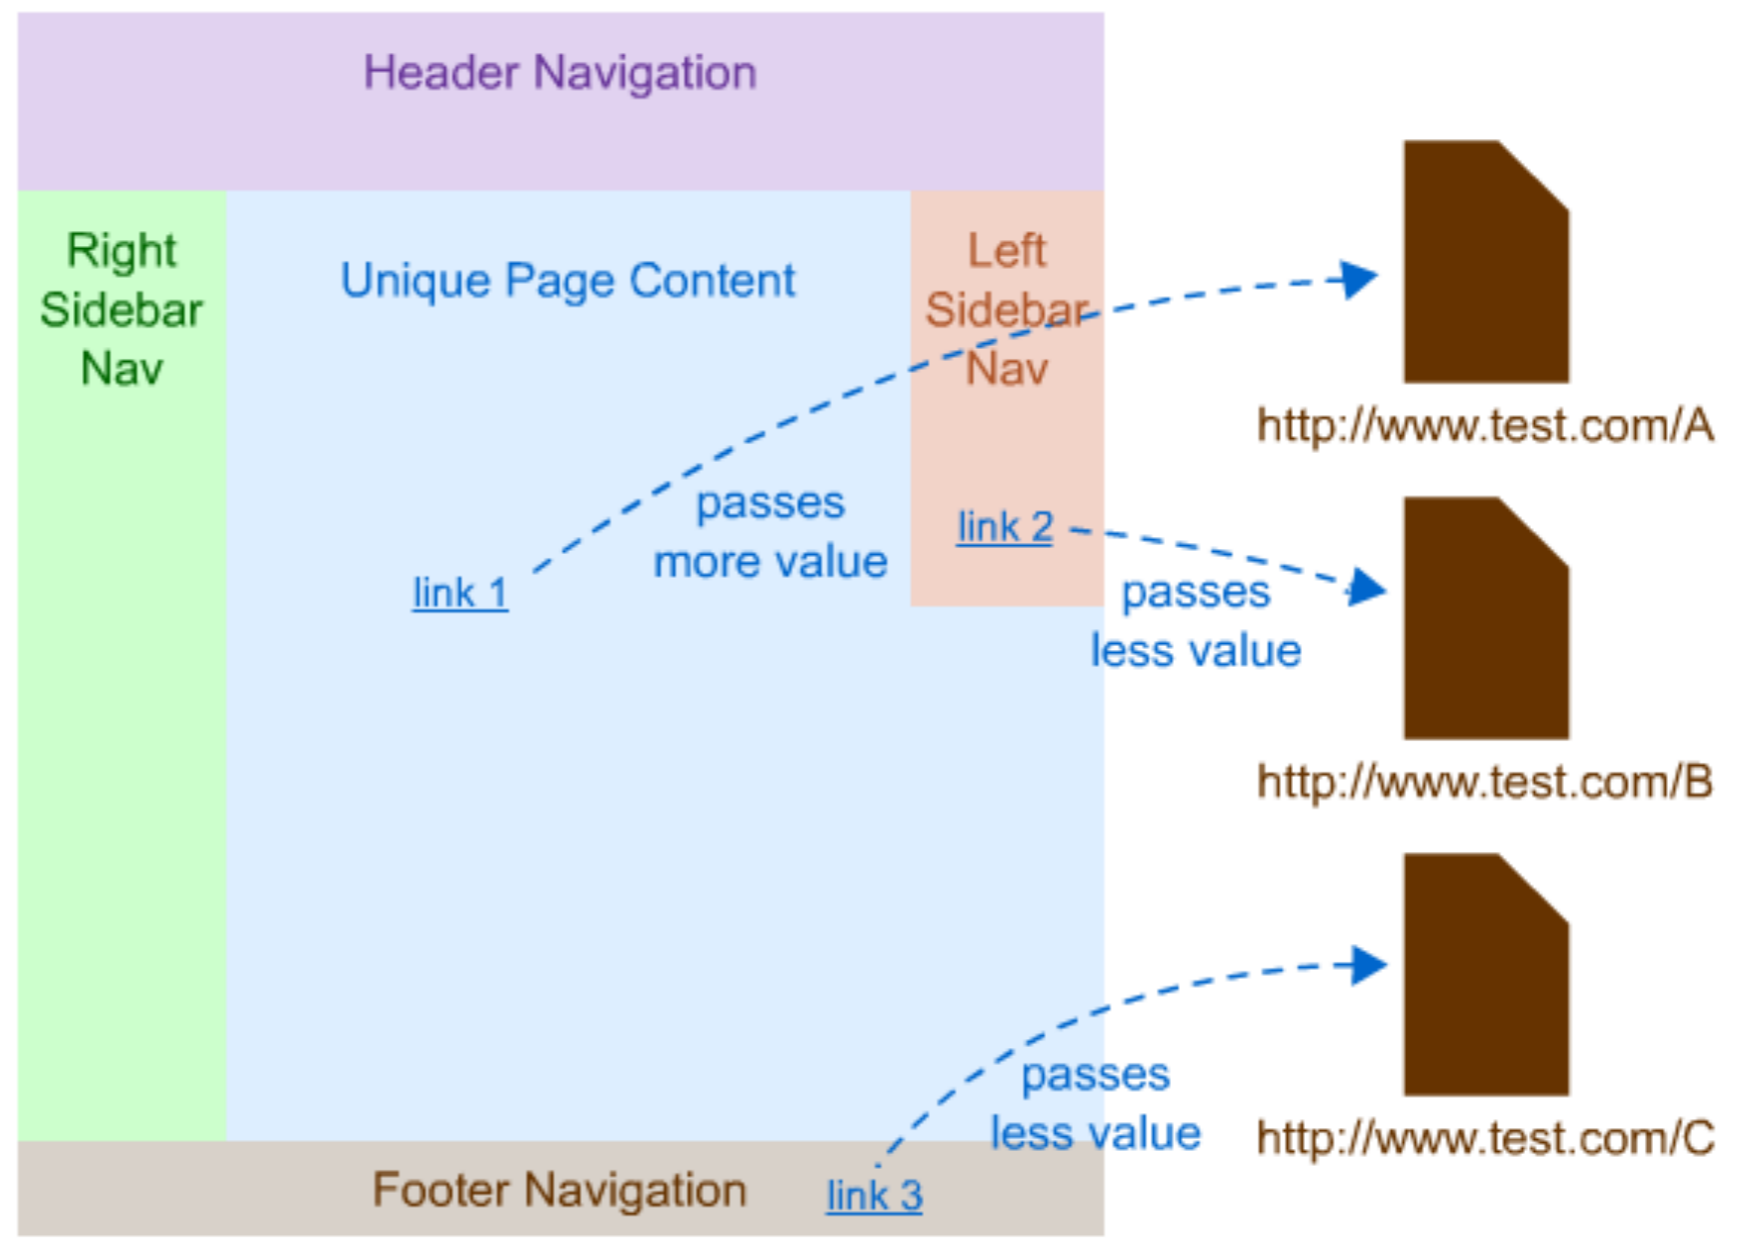 Header Navigation
Right
Sidebar
Nav
Unique Page Content
Left
Sidebar
Nav
http://www.test.com/A
passes
more value
link 1
link 2
passes
less value
http://www.test.com/B
passes
less value
http://www.test.com/C
Footer Navigation
link 3